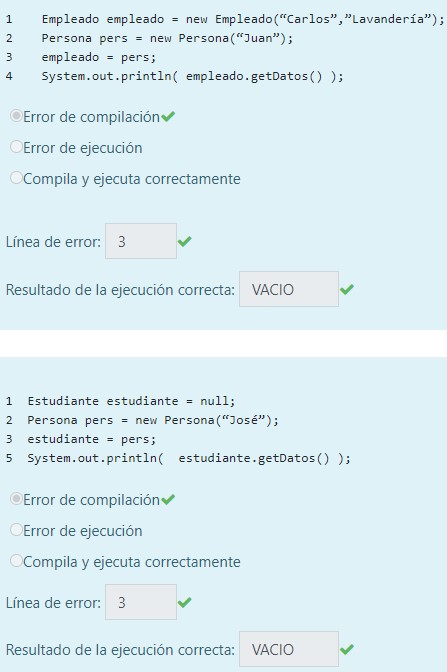 1 Empleado empleado = new Empleado(“Carlos”,”Lavandería”);
2 Persona pers = new Persona(“Juan”);
3 empleado = pers;
4 System.out.println( empleado.getDatos() );
Error de compilación
Error de ejecución
Compila y ejecuta correctamente
Línea de error: 3
Resultado de la ejecución correcta: VACIO
1 Estudiante estudiante = null;
2 Persona pers = new Persona(“José”);
3 estudiante = pers;
5 System.out.println( estudiante.getDatos() );
Error de compilación
Error de ejecución
Compila y ejecuta correctamente
Línea de error: 3
Resultado de la ejecución correcta: VACIO